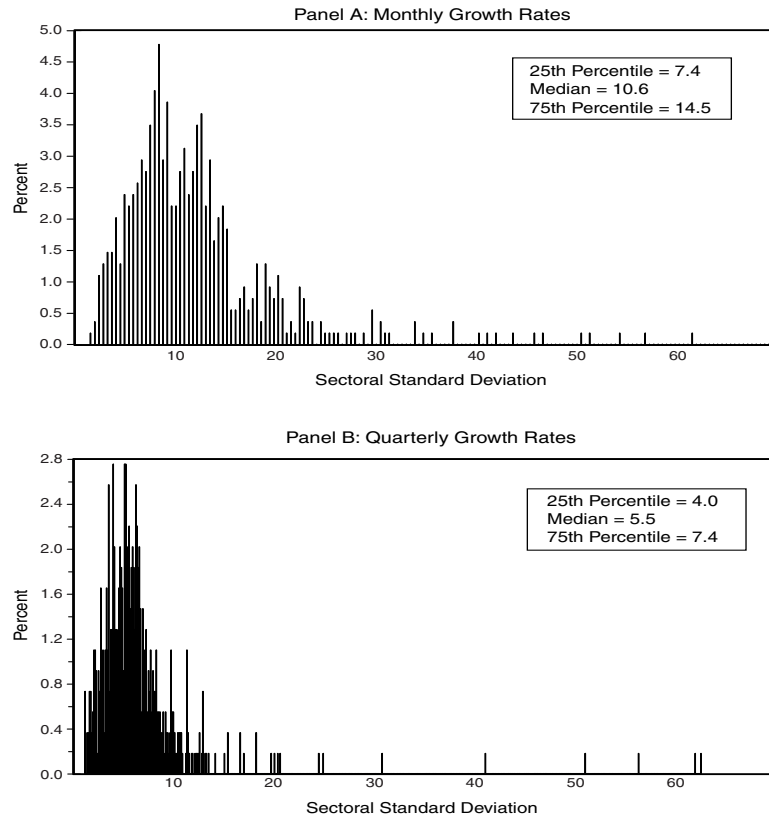 Panel A: Monthly Growth Rates
5.0
4.5
4.0
3.5
3.0
2.5
2.0
1.5
1.0
0.5
0.0
Percent
25th Percentile = 7.4
Median = 10.6
75th Percentile = 14.5
10 20 30 40 50 60
Sectoral Standard Deviation
Panel B: Quarterly Growth Rates
2.8
2.4
2.0
1.6
1.2
0.8
0.4
0.0
Percent
25th Percentile = 4.0
Median = 5.5
75th Percentile = 7.4
10 20 30 40 50 60
Sectoral Standard Deviation